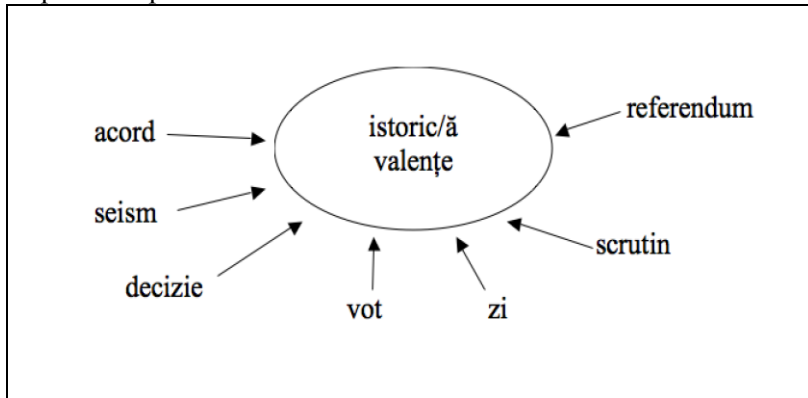 istoric/ă
valențe
acord
seism
decizie
vot
zi
scrutin
referendum